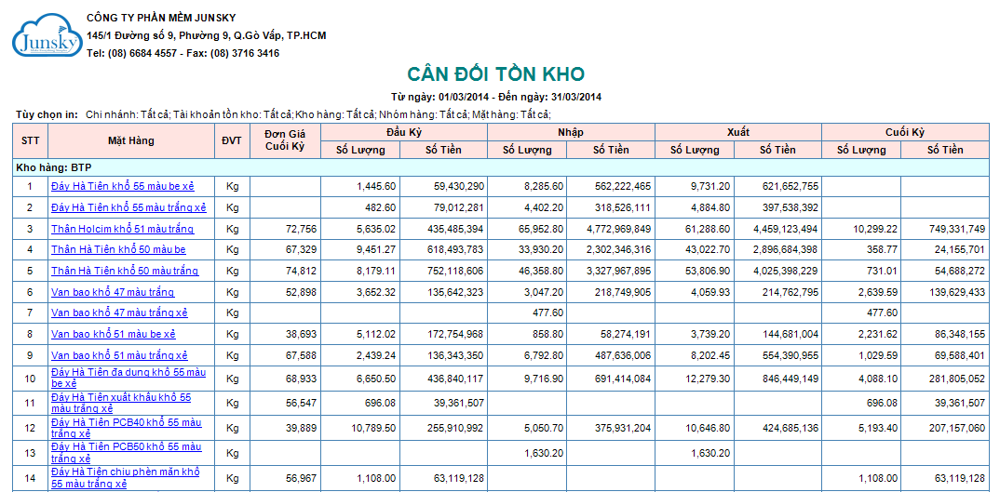 Junsky
CÔNG TY PHẦN MỀM JUNSKY
145/1 Đường số 9, Phường 9, Q.Gò Vấp, TP.HCM
Tel: (08) 6684 4557 - Fax: (08) 3716 3416
CÂN ĐỐI TỒN KHO
Từ ngày: 01/03/2014 - Đến ngày: 31/03/2014
Tùy chọn in: Chi nhánh: Tất cả; Tài khoản tồn kho: Tất cả;Kho hàng: Tất cả; Nhóm hàng: Tất cả; Mặt hàng: Tất cả;
STT Mặt Hàng ĐVT Đơn Giá Cuối Kỳ Đầu Kỳ Nhập Xuất Cuối Kỳ
Số Lượng Số Tiền Số Lượng Số Tiền Số Lượng Số Tiền Số Lượng Số Tiền
Kho hàng: BTP
1 Đáy Hà Tiên khổ 55 màu be xẻ Kg 1,445.60 59,430,290 8,285.60 562,222,465 9,731.20 621,652,755
2 Đáy Hà Tiên khổ 55 màu trắng xẻ Kg 482.60 79,012,281 4,402.20 318,526,111 4,884.80 397,538,392
3 Thân Holcim khổ 51 màu trắng Kg 72,756 5,635.02 435,485,394 65,952.80 4,772,969,849 61,288.60 4,459,123,494 10,299.22 749,331,749
4 Thân Hà Tiên khổ 50 màu be Kg 67,329 9,451.27 618,493,783 33,930.20 2,302,346,316 43,022.70 2,896,684,398 358.77 24,155,701
5 Thân Hà Tiên khổ 50 màu trắng Kg 74,812 8,179.11 752,118,606 46,358.80 3,327,967,895 53,806.90 4,025,398,229 731.01 54,688,272
6 Van bao khổ 47 màu trắng Kg 52,898 3,652.32 135,642,323 3,047.20 218,749,905 4,059.93 214,762,795 2,639.59 139,629,433
7 Van bao khổ 47 màu trắng xẻ Kg 477.60 477.60
8 Van bao khổ 51 màu be xẻ Kg 38,693 5,112.02 172,754,968 858.80 58,274,191 3,739.20 144,681,004 2,231.62 86,348,155
9 Van bao khổ 51 màu trắng xẻ Kg 67,588 2,439.24 136,343,350 6,792.80 487,636,006 8,202.45 554,390,955 1,029.59 69,588,401
10 Đáy Hà Tiên đa dụng khổ 55 màu be xẻ Kg 68,933 6,650.50 436,840,117 9,716.90 691,414,084 12,279.30 846,449,149 4,088.10 281,805,052
11 Đáy Hà Tiên xuất khẩu khổ 55 màu trắng xẻ Kg 56,547 696.08 39,361,507 696.08 39,361,507
12 Đáy Hà Tiên PCB40 khổ 55 màu trắng xẻ Kg 39,889 10,789.50 255,910,992 5,050.70 375,931,204 10,646.80 424,685,136 5,193.40 207,157,060
13 Đáy Hà Tiên PCB50 khổ 55 màu trắng xẻ Kg 1,630.20 1,630.20
14 Đáy Hà Tiên chịu phèn mặn khổ 55 màu trắng xẻ Kg 56,967 1,108.00 63,119,128 1,108.00 63,119,128